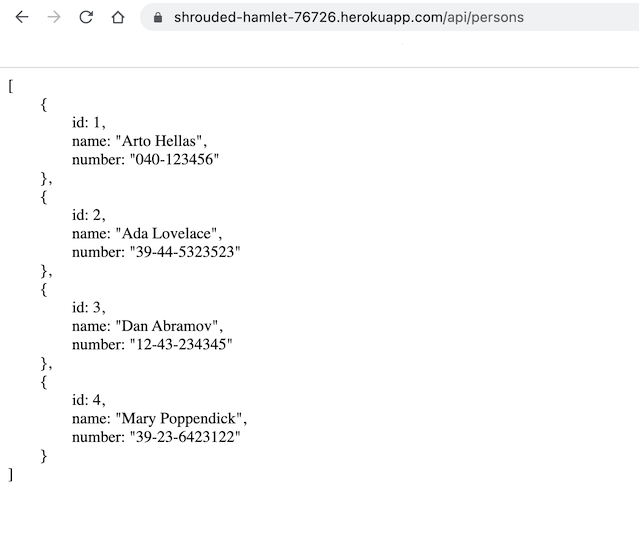 shrouded-hamlet-76726.herokuapp.com/api/persons
[
{
id: 1,
name: "Arto Hellas",
number: "040-123456"
},
{
id: 2,
name: "Ada Lovelace",
number: "39-44-5323523"
},
{
id: 3,
name: "Dan Abramov",
number: "12-43-234345"
},
{
id: 4,
name: "Mary Poppendick",
number: "39-23-6423122"
}
]